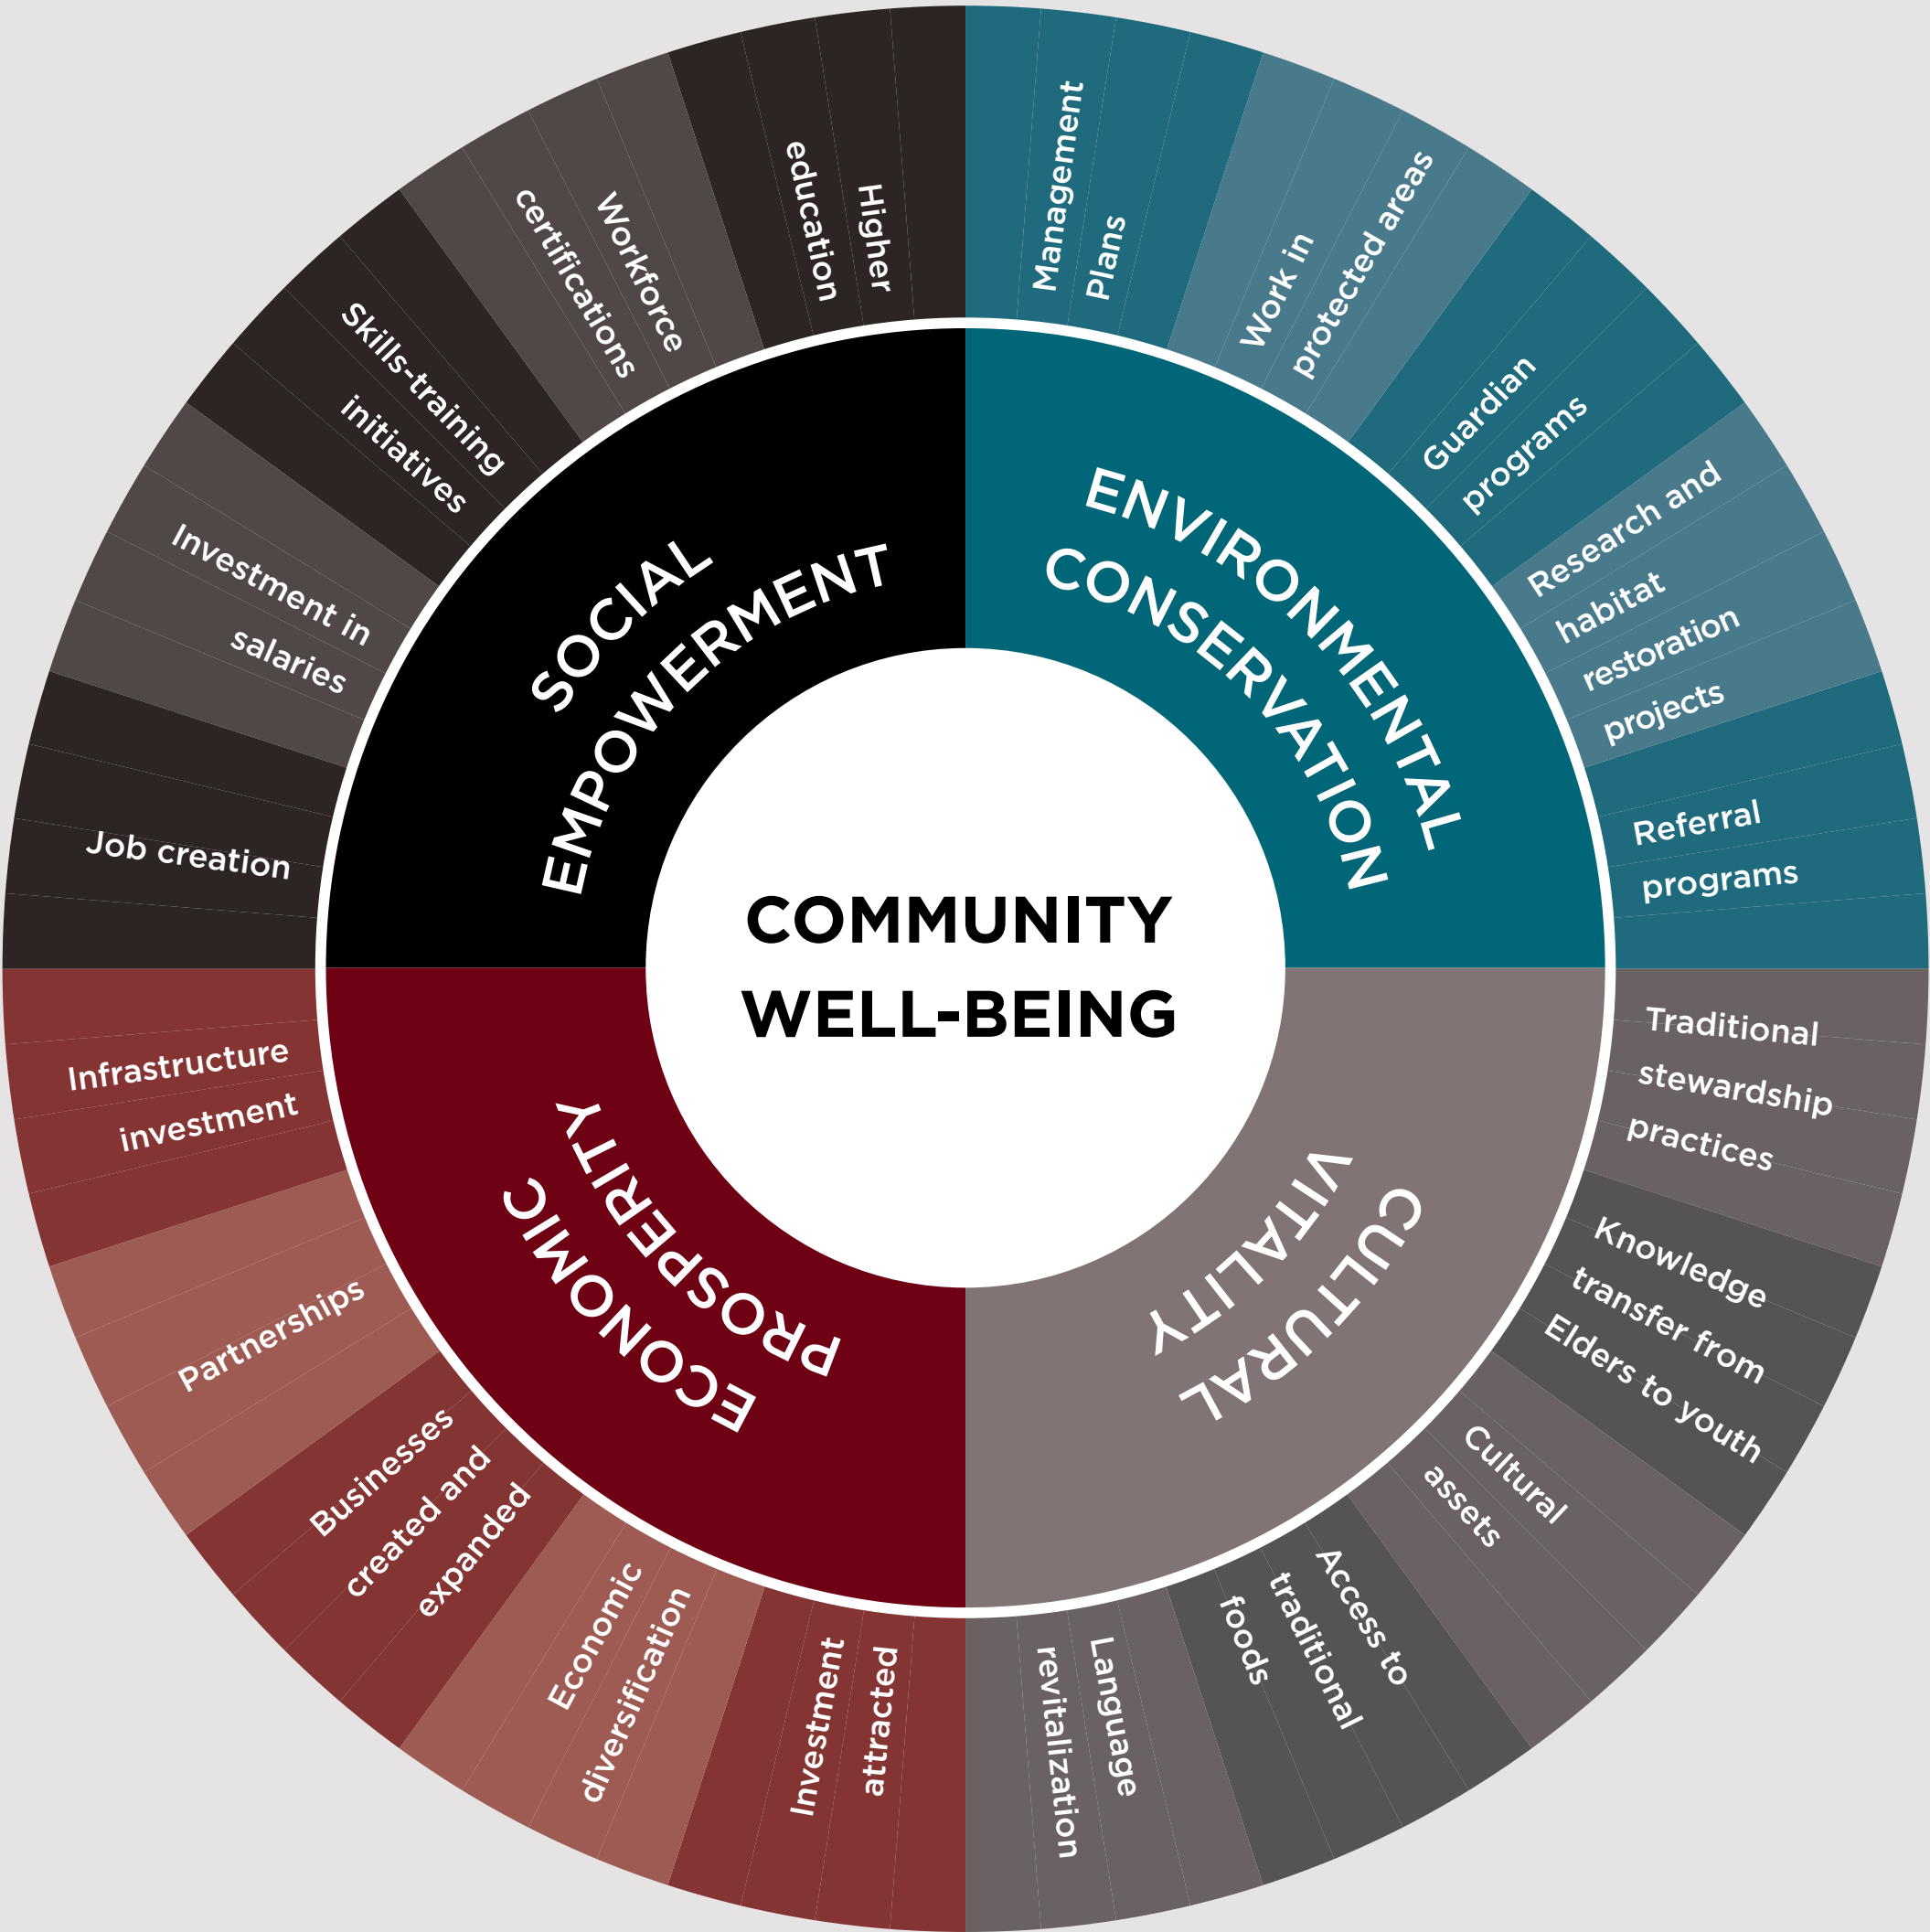 COMMUNITY
WELL-BEING
ENVIRONMENTAL
CONSERVATION
Management
Plans
Work in
protected areas
Guardian
programs
Research and
habitat
restoration
projects
Referral
programs
CULTURAL
VITALITY
Traditional
stewardship
practices
Knowledge
transfer from
Elders to youth
Cultural
assets
Access to
traditional
foods
Language
revitalization
ECONOMIC
PROSPERITY
Investment
attracted
Economic
diversification
Businesses
created and
expanded
Partnerships
Infrastructure
investment
SOCIAL
EMPOWERMENT
Job creation
Investment in
salaries
Skills-training
initiatives
Workforce
certifications
Higher
education